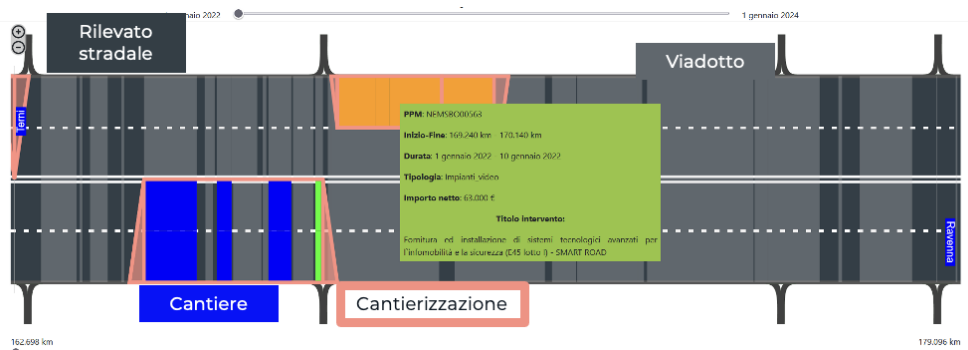 gennaio 2022
1 gennaio 2024
Rilevato
stradale
Viadotto
Terni
PPM: NEMSBO00563
Inizio-Fine: 169.240 km 170.140 km
Durata: 1 gennaio 2022 10 gennaio 2022
Tipologia: Impianti video
Importo netto: 63.000 €
Titolo intervento:
Fornitura ed installazione di sistemi tecnologici avanzati per
l'infomobilità e la sicurezza (E45 lotto I) - SMART ROAD
Ravenna
Cantiere
Cantierizzazione
162.698 km
179.096 km